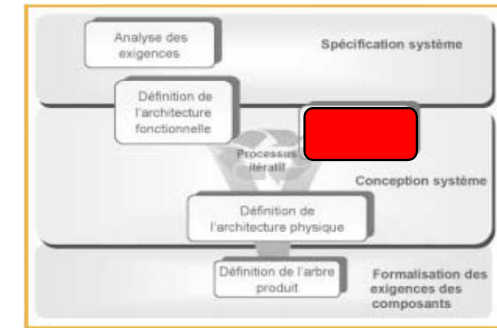 Analyse des
exigences
Spécification système
Définition de
l'architecture
fonctionnelle
Processus
itératif
Conception système
Définition de
l'architecture physique
Définition de l'arbre
produit
Formalisation des
exigences des
composants